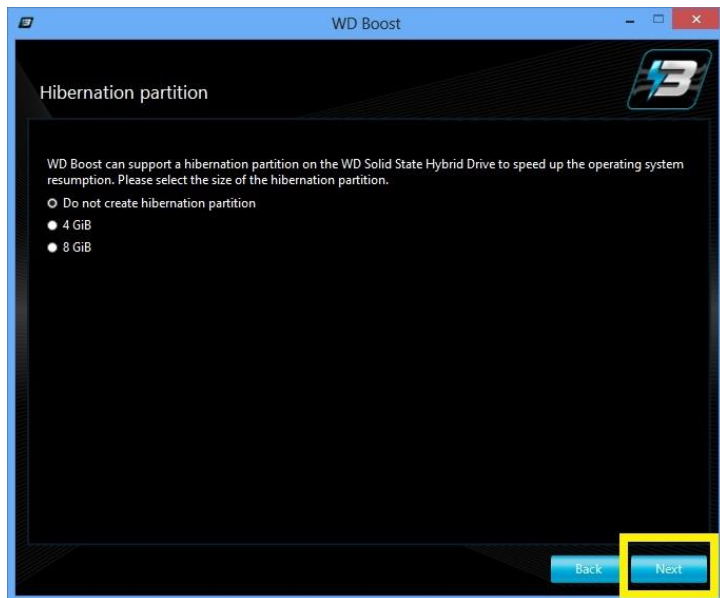 WD Boost
Hibernation partition
WD Boost can support a hibernation partition on the WD Solid State Hybrid Drive to speed up the operating system
resumption. Please select the size of the hibernation partition.
Do not create hibernation partition
4 GiB
8 GiB
Back Next